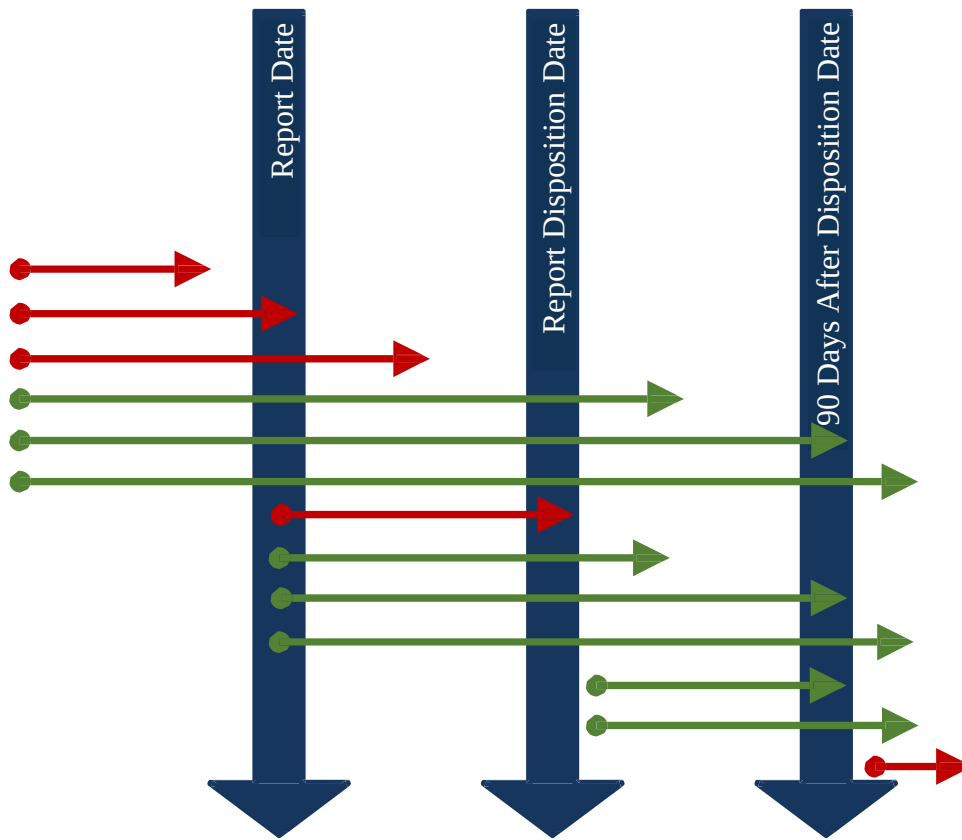 Report Date
Report Disposition Date
90 Days After Disposition Date